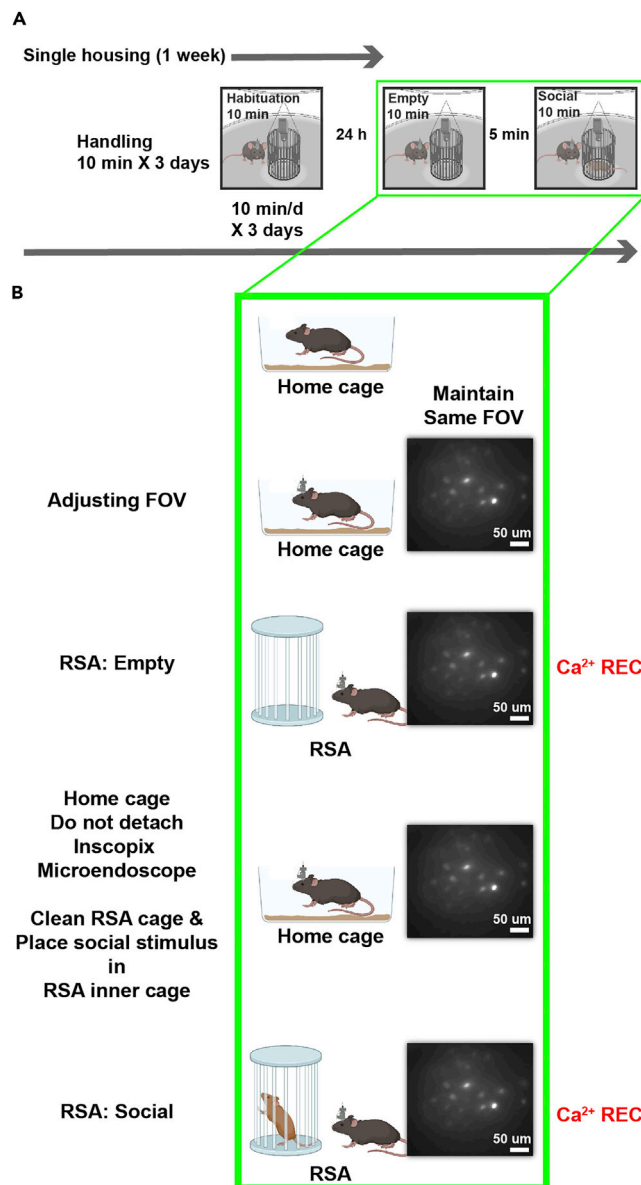 A
Single housing (1 week)
Handling
10 min X 3 days
Habituation
10 min
10 min/d
X 3 days
24 h
Empty
10 min
5 min
Social
10 min
B
Home cage
Maintain
Same FOV
Adjusting FOV
Home cage
50 um
RSA: Empty
RSA
50 um
Ca²⁺ REC
Home cage
Do not detach
Inscopix
Microendoscope
Clean RSA cage &
Place social stimulus
in
RSA inner cage
Home cage
50 um
RSA: Social
RSA
50 um
Ca²⁺ REC